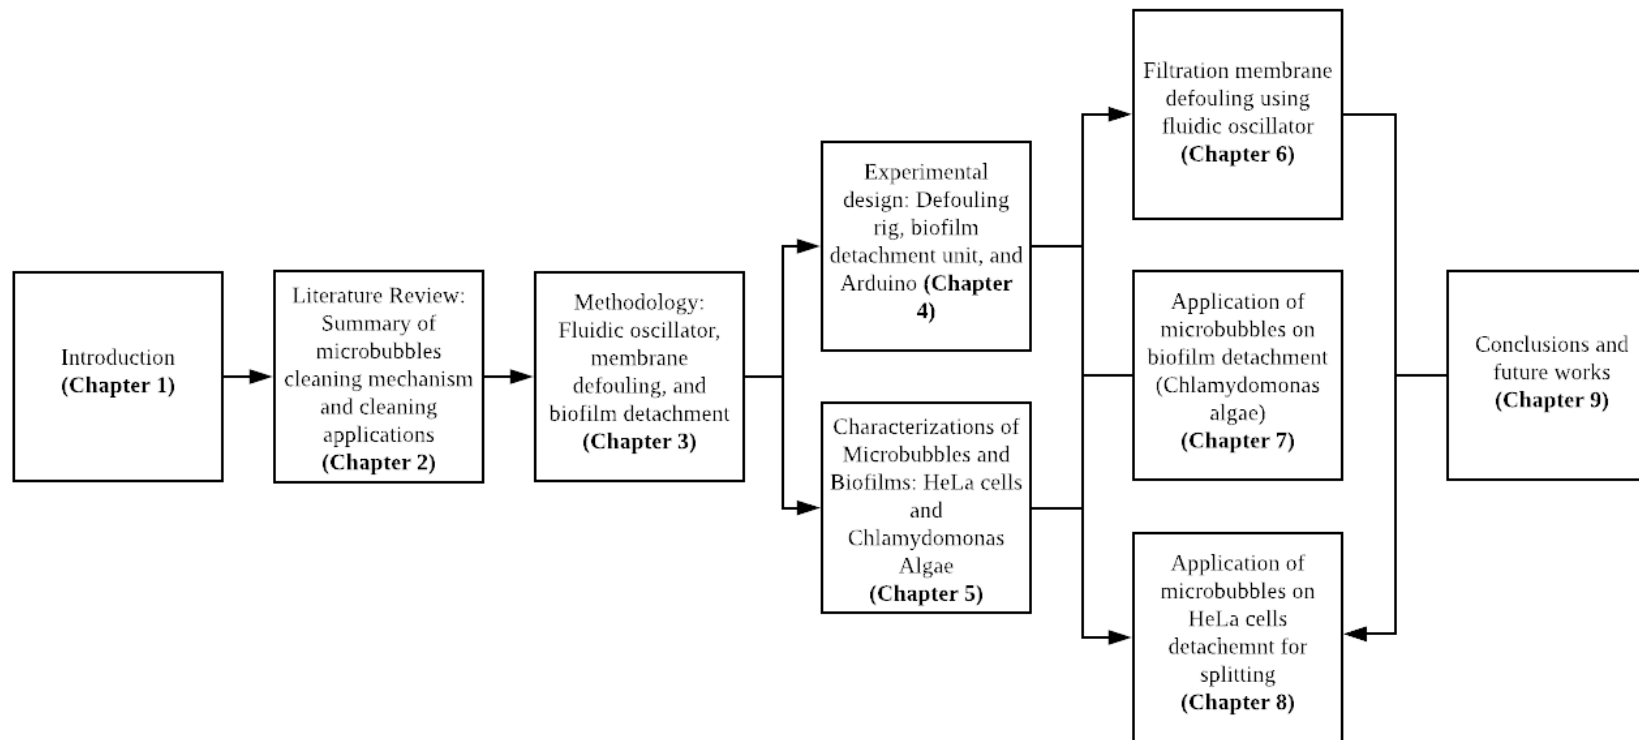 Introduction
(Chapter 1)
Literature Review:
Summary of
microbubbles
cleaning mechanism
and cleaning
applications
(Chapter 2)
Methodology:
Fluidic oscillator,
membrane
defouling, and
biofilm detachment
(Chapter 3)
Experimental
design: Defouling
rig, biofilm
detachment unit, and
Arduino (Chapter
4)
Characterizations of
Microbubbles and
Biofilms: HeLa cells
and
Chlamydomonas
Algae
(Chapter 5)
Filtration membrane
defouling using
fluidic oscillator
(Chapter 6)
Application of
microbubbles on
biofilm detachment
(Chlamydomonas
algae)
(Chapter 7)
Application of
microbubbles on
HeLa cells
detachemnt for
splitting
(Chapter 8)
Conclusions and
future works
(Chapter 9)